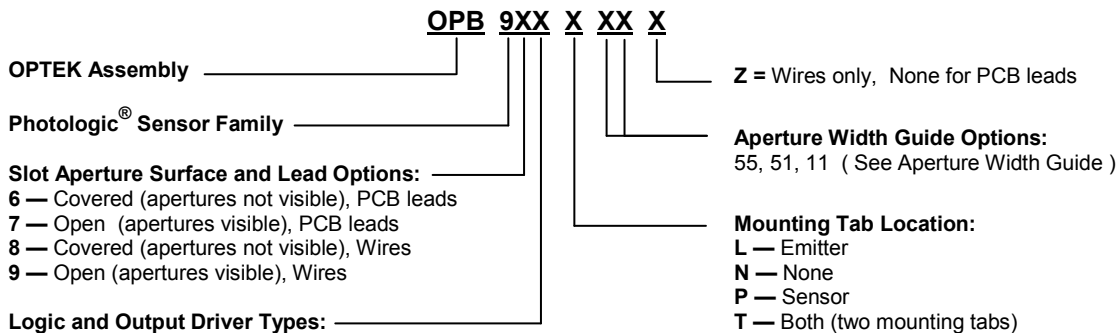 OPB 9XX X XX X
OPTEK Assembly
Photologic® Sensor Family
Slot Aperture Surface and Lead Options:
6 — Covered (apertures not visible), PCB leads
7 — Open (apertures visible), PCB leads
8 — Covered (apertures not visible), Wires
9 — Open (apertures visible), Wires
Logic and Output Driver Types:
Z = Wires only, None for PCB leads
Aperture Width Guide Options:
55, 51, 11 ( See Aperture Width Guide )
Mounting Tab Location:
L — Emitter
N — None
P — Sensor
T — Both (two mounting tabs)